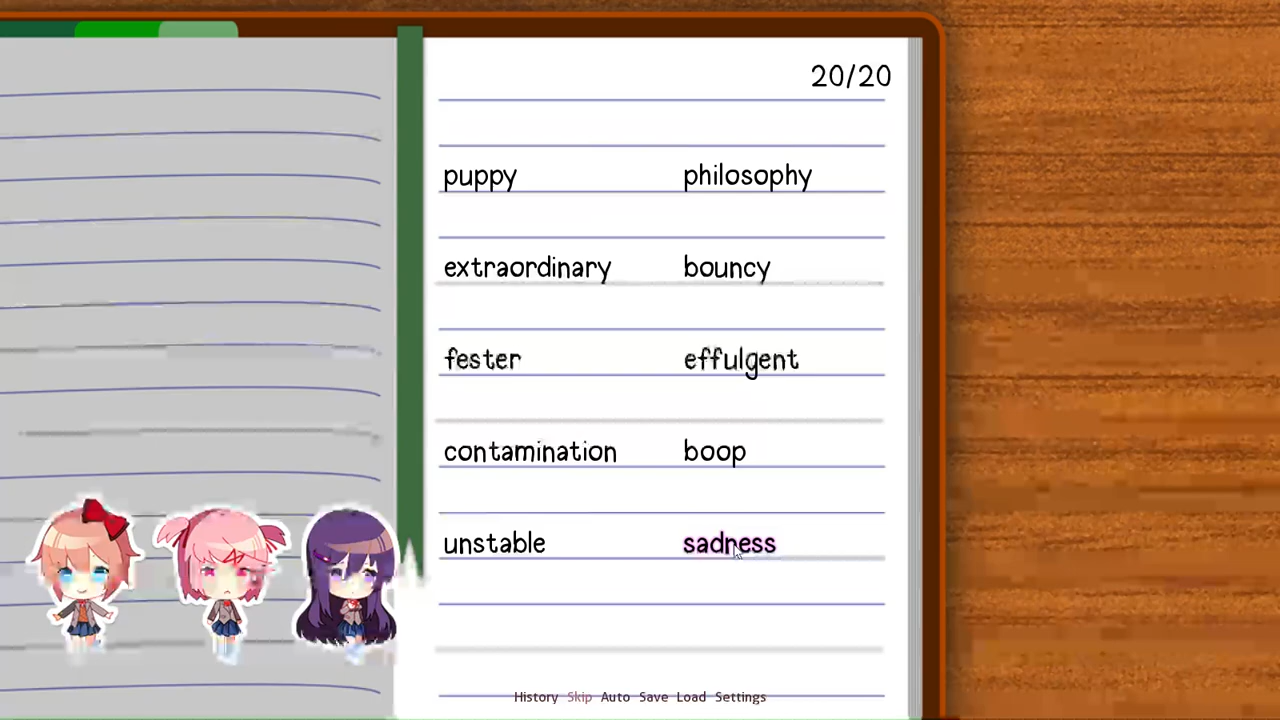 20/20
puppy philosophy
extraordinary bouncy
fester effulgent
contamination boop
unstable sadness
History Skip Auto Save Load Settings